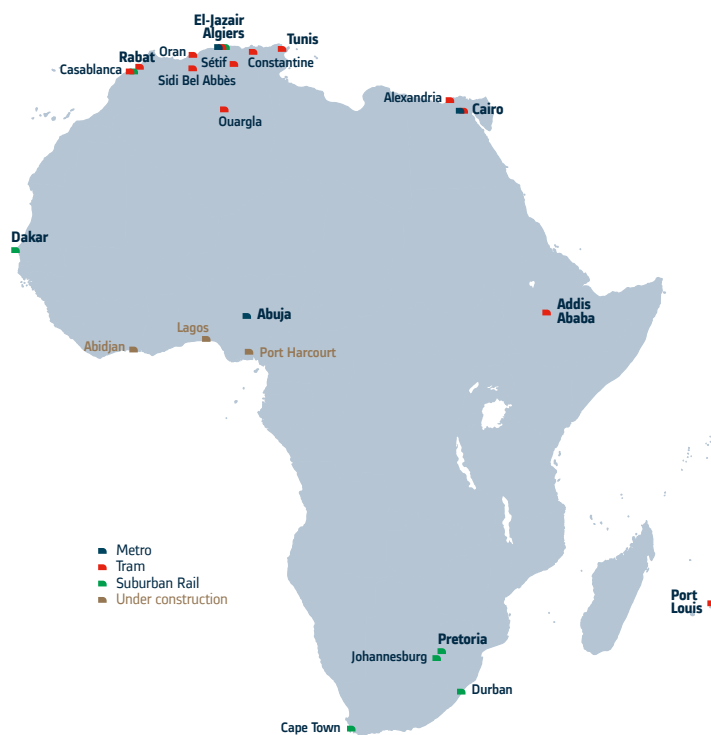 El-Jazair
Algiers
Tunis
Oran
Rabat
Sétif
Constantine
Casablanca
Sidi Bel Abbès
Alexandria
Cairo
Ouargla
Dakar
Abuja
Addis
Ababa
Lagos
Abidjan
Port Harcourt
Metro
Tram
Suburban Rail
Under construction
Port
Louis
Pretoria
Johannesburg
Durban
Cape Town